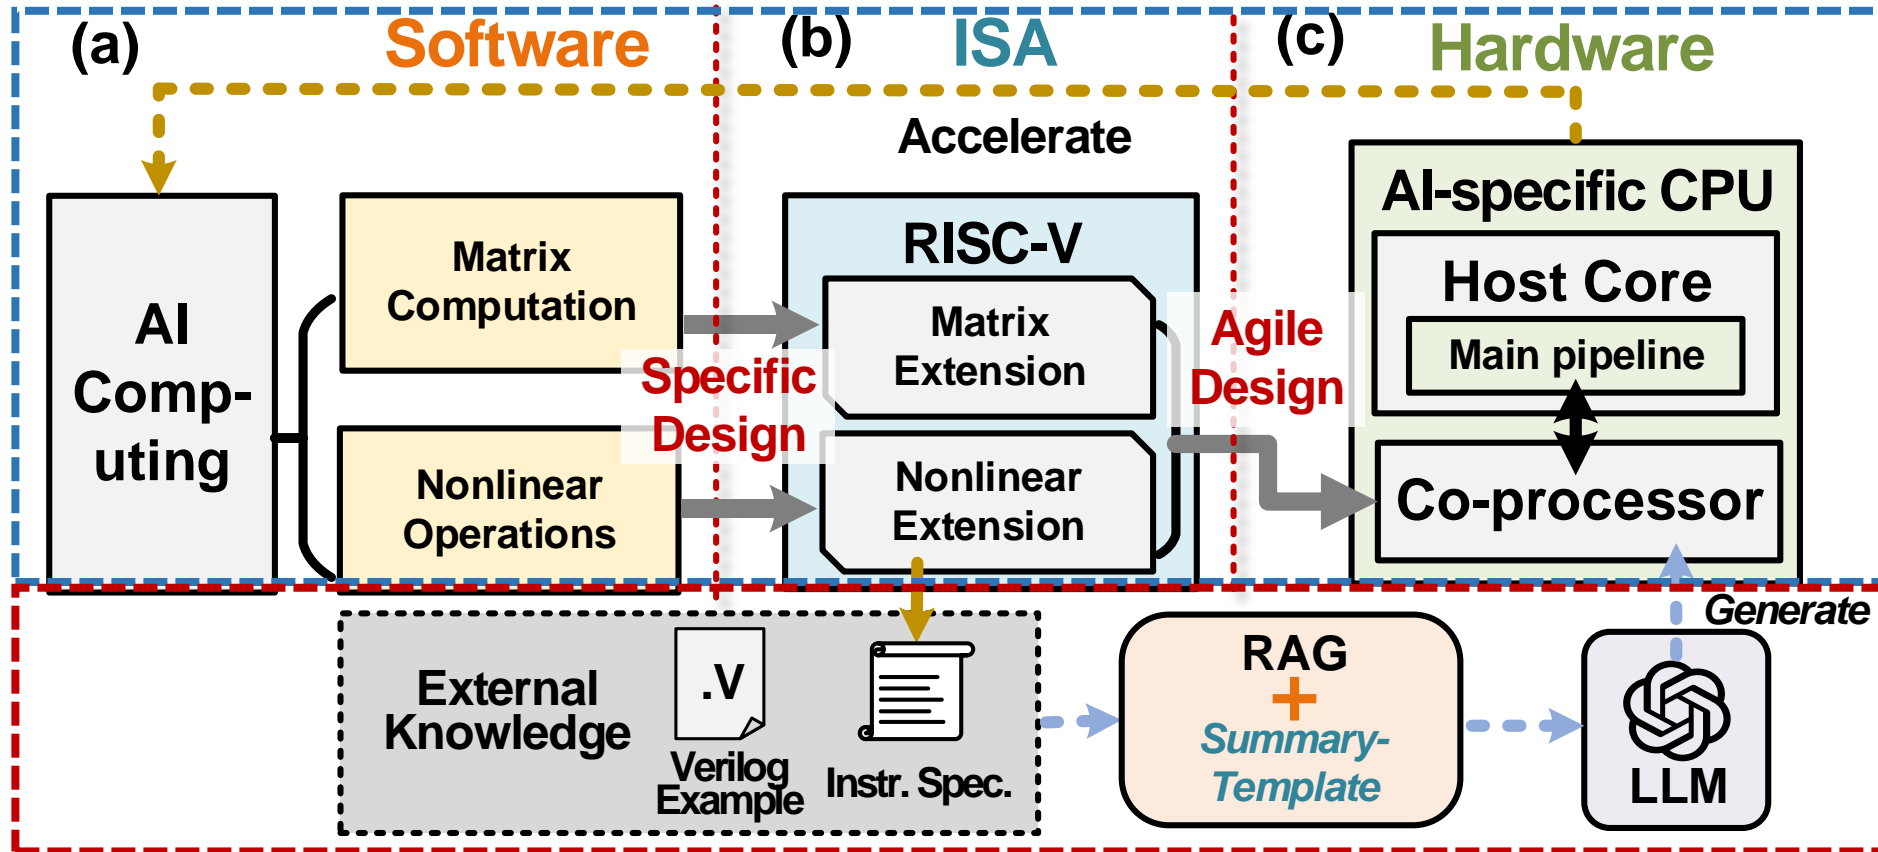 (a)
Software
(b)
ISA
(c)
Hardware
Accelerate
AI
Comp-
uting
Matrix
Computation
Nonlinear
Operations
Specific
Design
RISC-V
Matrix
Extension
Nonlinear
Extension
Agile
Design
AI-specific CPU
Host Core
Main pipeline
Co-processor
Generate
External
Knowledge
.V
Verilog
Example
Instr. Spec.
RAG
+
Summary-
Template
LLM